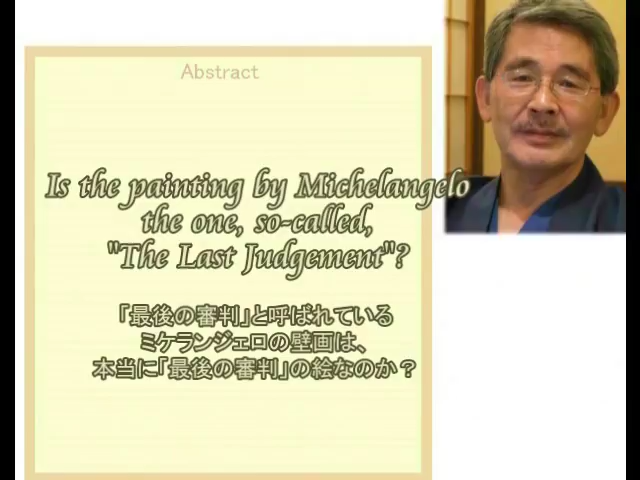 Abstract
Is the painting by Michelangelo
the one, so-called,
"The Last Judgement"?
「最後の審判」と呼ばれている
ミケランジェロの壁画は、
本当に「最後の審判」の絵なのか？